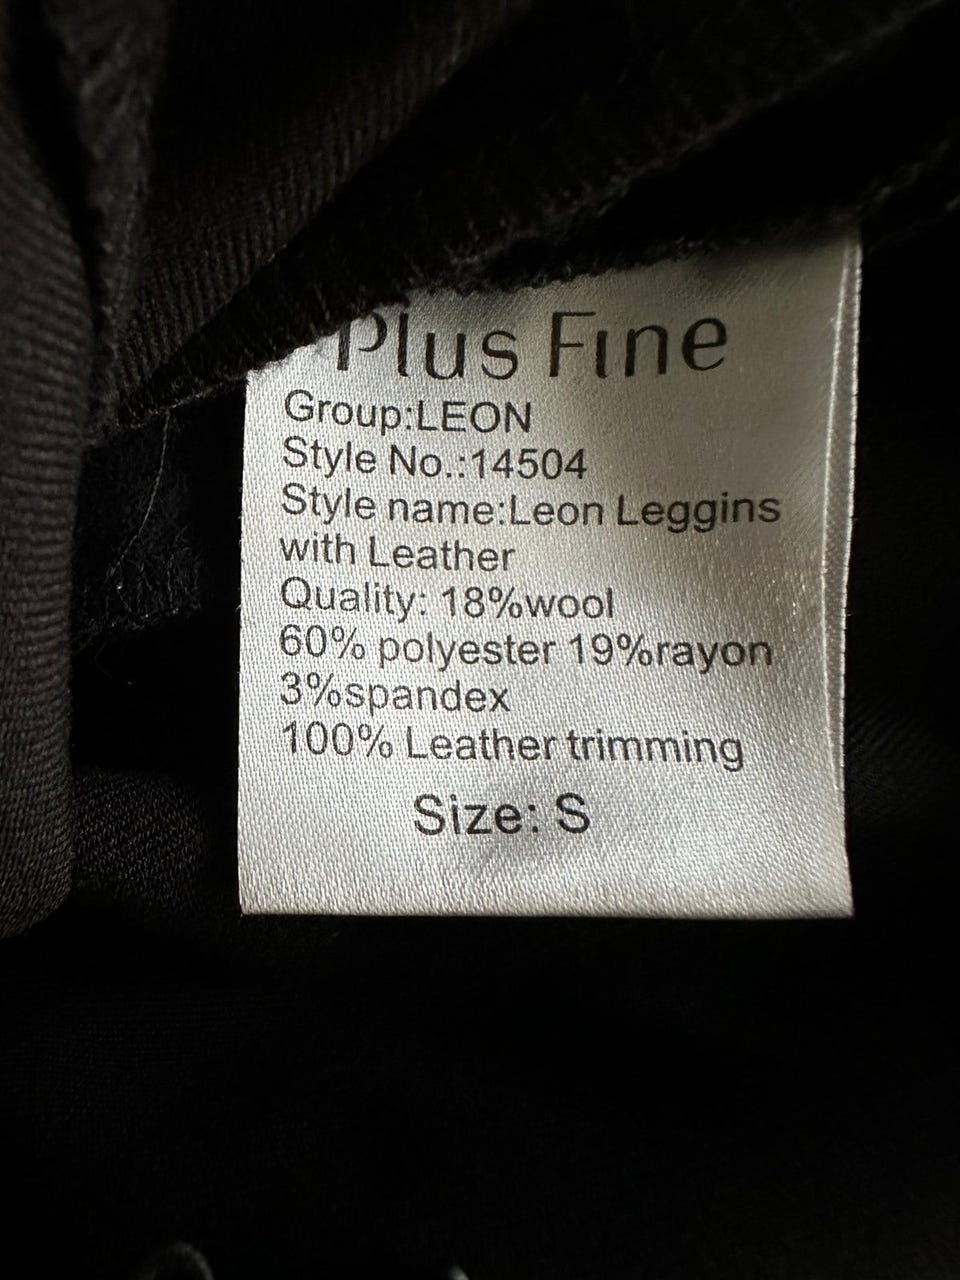 Plus Fine
Group:LEON
Style No.:14504
Style name:Leon Leggins
with Leather
Quality: 18%wool
60% polyester 19%rayon
3%spandex
100% Leather trimming
Size: S